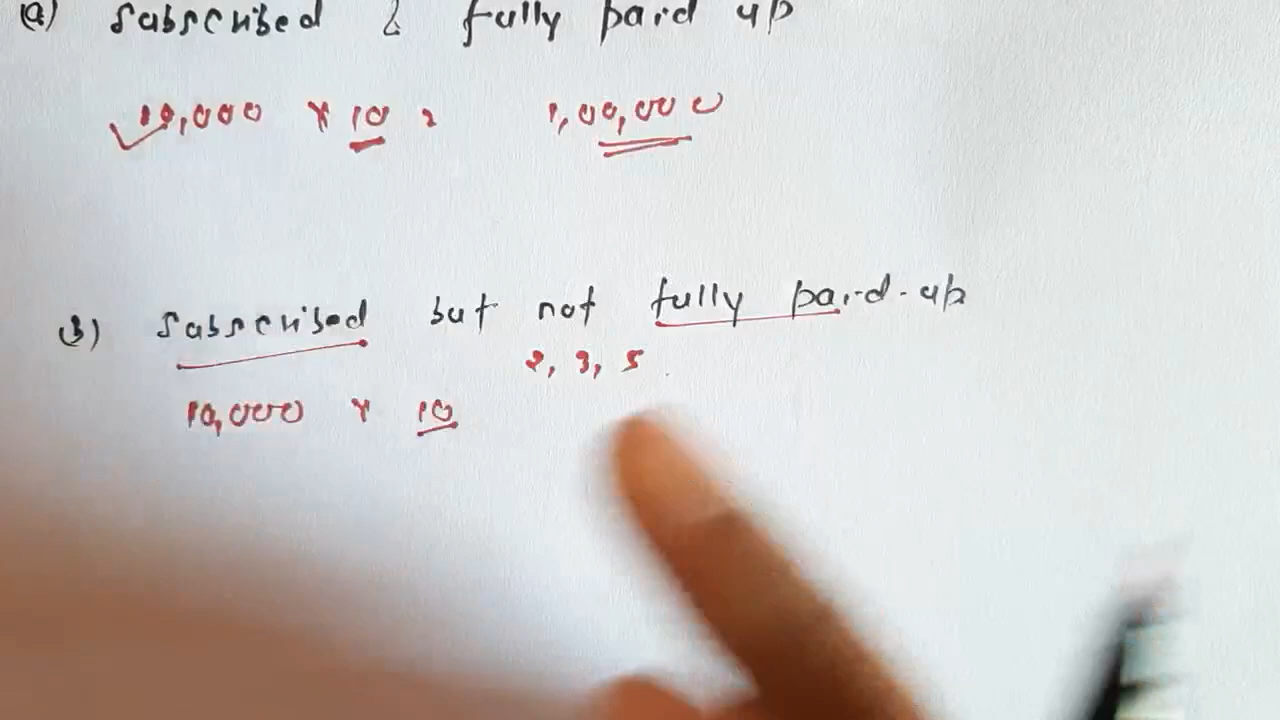 (a) Subscribed & fully paid up
10,000 × 10 = 1,00,000
(b) Subscribed but not fully paid-up
2, 3, 5
10,000 × 10